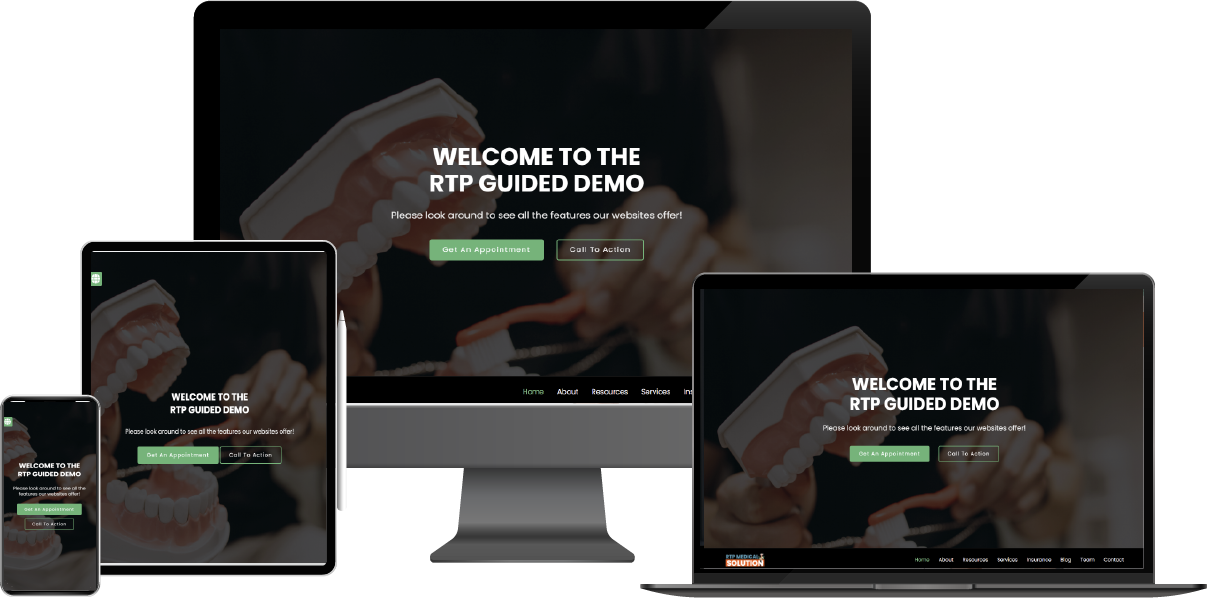 WELCOME TO THE
RTP GUIDED DEMO
Please look around to see all the features our websites offer!
Get An Appointment
Call To Action
Home
About
Resources
Services
Ins
WELCOME TO THE
RTP GUIDED DEMO
Please look around to see all the features our websites offer!
Get An Appointment
Call To Action
WELCOME TO THE
RTP GUIDED DEMO
Please look around to see all the
features our websites offer!
Get An Appointment
Call To Action
WELCOME TO THE
RTP GUIDED DEMO
Please look around to see all the features our websites offer!
Get An Appointment
Call To Action
RTP MEDICAL
SOLUTION
Home
About
Resources
Services
Insurance
Blog
Team
Contact